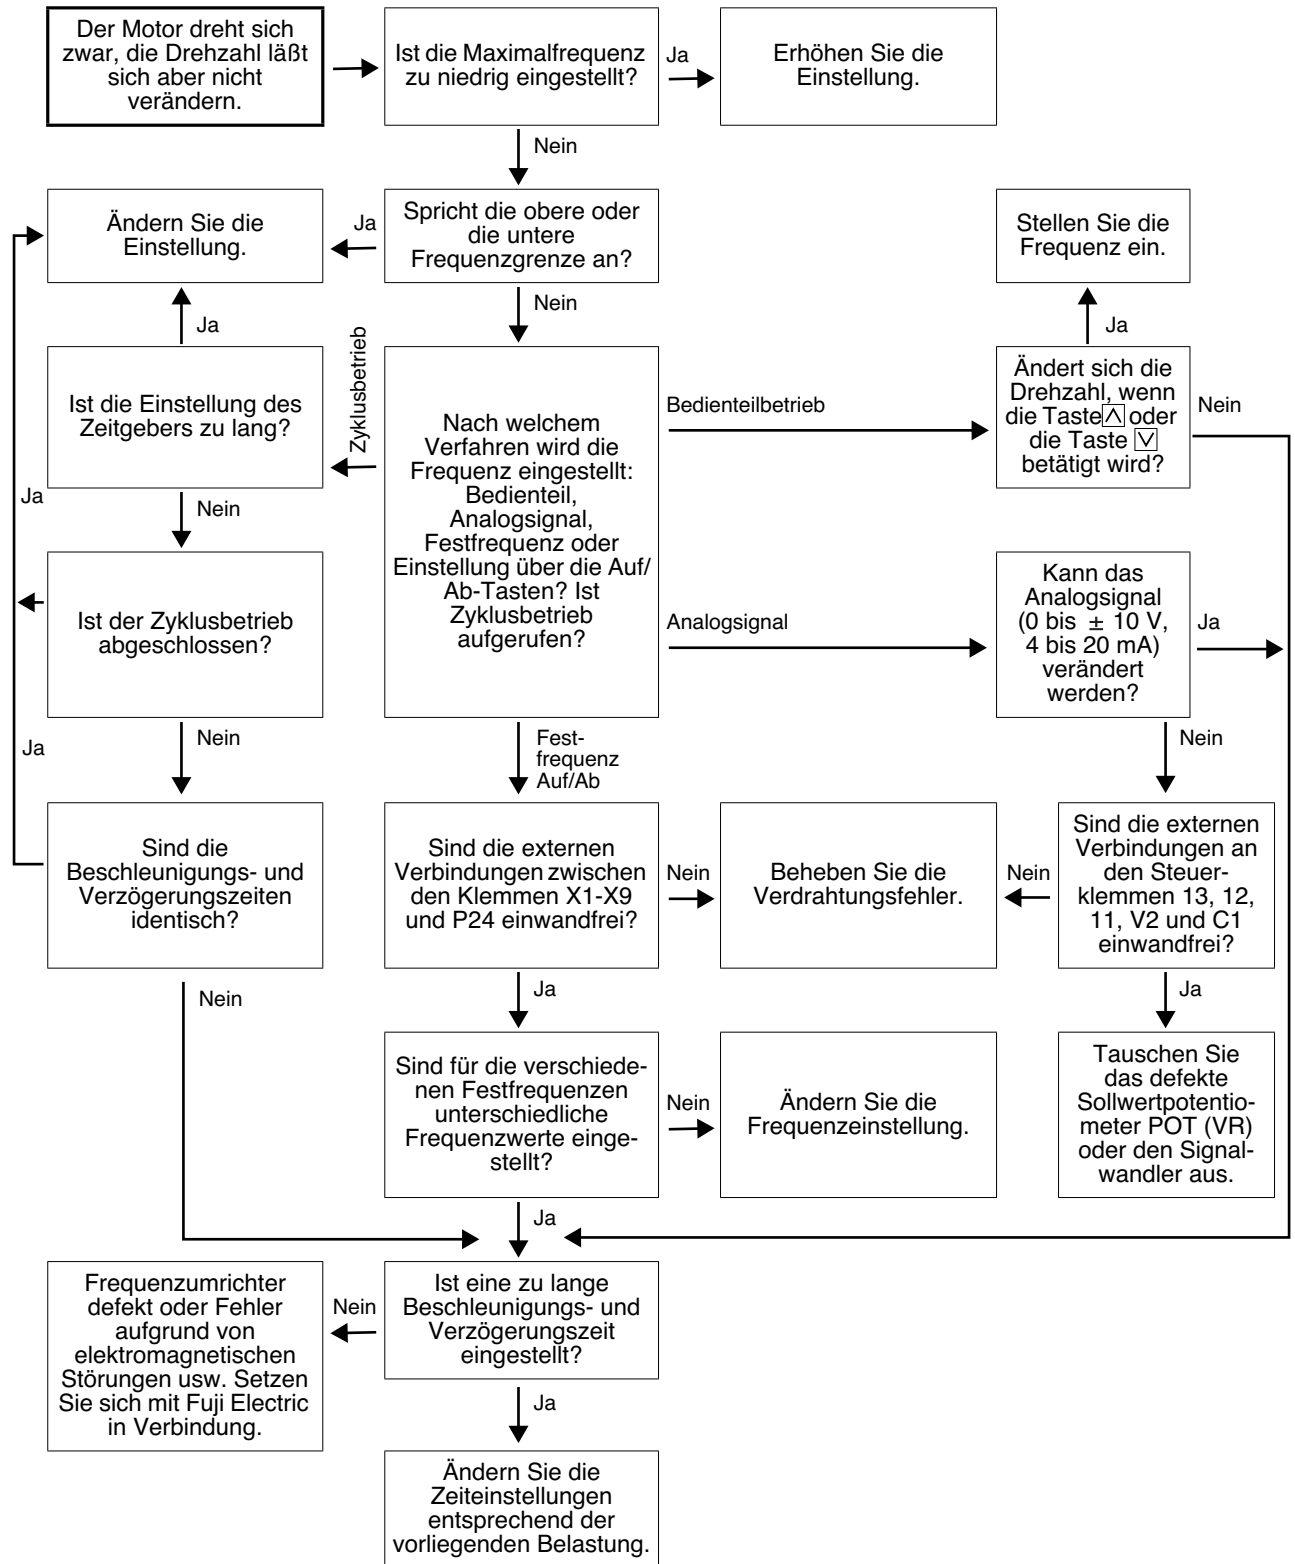 Der Motor dreht sich
zwar, die Drehzahl läßt
sich aber nicht
verändern.
Ist die Maximalfrequenz
zu niedrig eingestellt?
Ja
Erhöhen Sie die
Einstellung.
Nein
Ändern Sie die
Einstellung.
Ja
Spricht die obere oder
die untere
Frequenzgrenze an?
Stellen Sie die
Frequenz ein.
Ja
Nein
Ja
Ist die Einstellung des
Zeitgebers zu lang?
Zyklusbetrieb
Nach welchem
Verfahren wird die
Frequenz eingestellt:
Bedienteil,
Analogsignal,
Festfrequenz oder
Einstellung über die Auf/
Ab-Tasten? Ist
Zyklusbetrieb
aufgerufen?
Bedienteilbetrieb
Ändert sich die
Drehzahl, wenn
die Taste ∧ oder
die Taste ∨
betätigt wird?
Nein
Ja
Nein
Ist der Zyklusbetrieb
abgeschlossen?
Analogsignal
Kann das
Analogsignal
(0 bis ± 10 V,
4 bis 20 mA)
verändert
werden?
Ja
Ja
Nein
Fest-
frequenz
Auf/Ab
Nein
Sind die
Beschleunigungs- und
Verzögerungszeiten
identisch?
Sind die externen
Verbindungen zwischen
den Klemmen X1-X9
und P24 einwandfrei?
Nein
Beheben Sie die
Verdrahtungsfehler.
Nein
Sind die externen
Verbindungen an
den Steuer-
klemmen 13, 12,
11, V2 und C1
einwandfrei?
Nein
Ja
Ja
Sind für die verschiede-
nen Festfrequenzen
unterschiedliche
Frequenzwerte einge-
stellt?
Nein
Ändern Sie die
Frequenzeinstellung.
Tauschen Sie
das defekte
Sollwertpotentio-
meter POT (VR)
oder den Signal-
wandler aus.
Ja
Frequenzumrichter
defekt oder Fehler
aufgrund von
elektromagnetischen
Störungen usw. Setzen
Sie sich mit Fuji Electric
in Verbindung.
Nein
Ist eine zu lange
Beschleunigungs- und
Verzögerungszeit
eingestellt?
Ja
Ändern Sie die
Zeiteinstellungen
entsprechend der
vorliegenden Belastung.